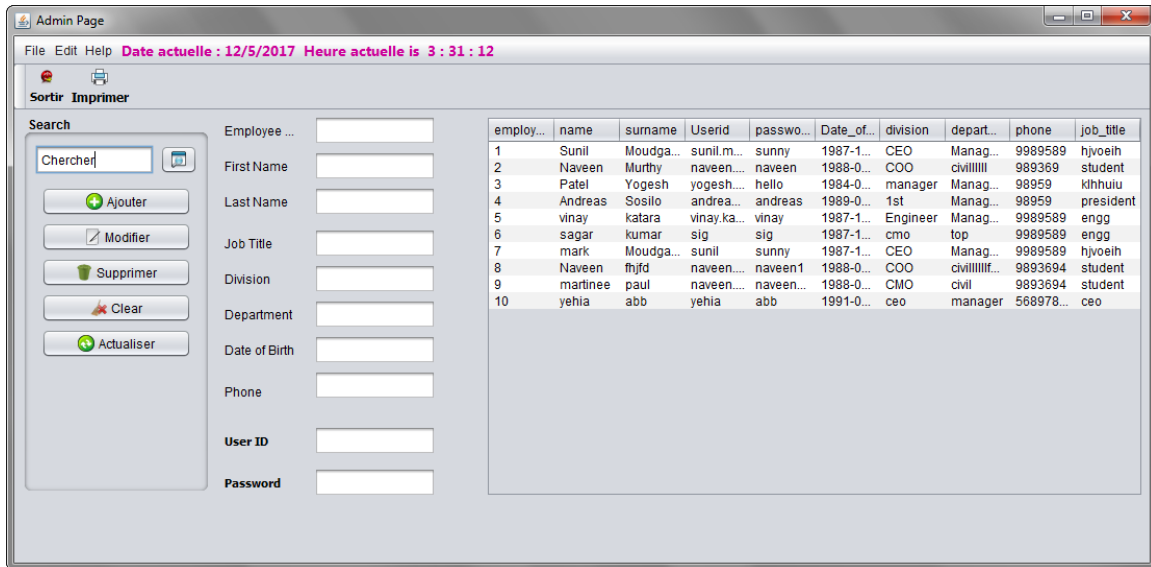 Admin Page
File Edit Help Date actuelle : 12/5/2017 Heure actuelle is 3 : 31 : 12
Sortir Imprimer
Search
Chercher
Ajouter
Modifier
Supprimer
Clear
Actualiser
Employee ...
First Name
Last Name
Job Title
Division
Department
Date of Birth
Phone
User ID
Password
employ... name surname Userid passwo... Date_of... division depart... phone job_title
1 Sunil Moudga... sunil.m... sunny 1987-1... CEO Manag... 9989589 hjvoeih
2 Naveen Murthy naveen.... naveen 1988-0... COO civillllll 989369 student
3 Patel Yogesh yogesh.... hello 1984-0... manager Manag... 98959 klhhuiu
4 Andreas Sosilo andrea... andreas 1989-0... 1st Manag... 98959 president
5 vinay katara vinay.ka... vinay 1987-1... Engineer Manag... 9989589 engg
6 sagar kumar sig sig 1987-1... cmo top 9989589 engg
7 mark Moudga... sunil sunny 1987-1... CEO Manag... 9989589 hjvoeih
8 Naveen fhjfd naveen.... naveen1 1988-0... COO civilllllllf... 9893694 student
9 martinee paul naveen.... naveen... 1988-0... CMO civil 9893694 student
10 yehia abb yehia abb 1991-0... ceo manager 568978... ceo